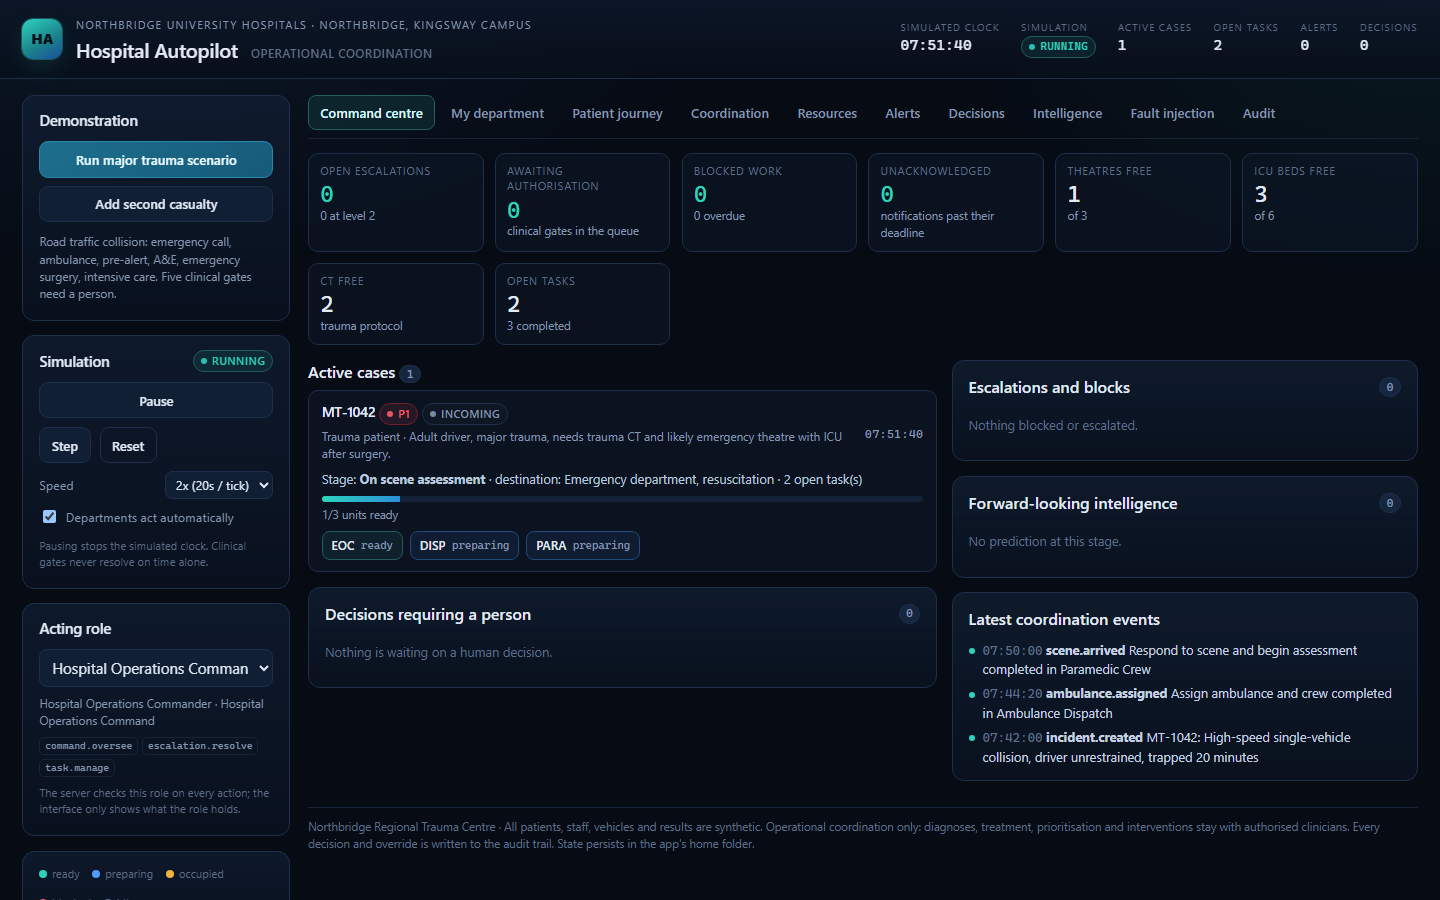 HA
NORTHBRIDGE UNIVERSITY HOSPITALS · NORTHBRIDGE, KINGSWAY CAMPUS
Hospital Autopilot OPERATIONAL COORDINATION
SIMULATED CLOCK
07:51:40
SIMULATION
RUNNING
ACTIVE CASES
1
OPEN TASKS
2
ALERTS
0
DECISIONS
0
Demonstration
Run major trauma scenario
Add second casualty
Road traffic collision: emergency call,
ambulance, pre-alert, A&E, emergency
surgery, intensive care. Five clinical gates
need a person.
Simulation RUNNING
Pause
Step Reset
Speed 2x (20s / tick)
Departments act automatically
Pausing stops the simulated clock. Clinical
gates never resolve on time alone.
Acting role
Hospital Operations Comman
Hospital Operations Commander · Hospital
Operations Command
command.oversee escalation.resolve
task.manage
The server checks this role on every action; the
interface only shows what the role holds.
ready preparing occupied
Command centre My department Patient journey Coordination Resources Alerts Decisions Intelligence Fault injection Audit
OPEN ESCALATIONS
0
0 at level 2
AWAITING
AUTHORISATION
0
clinical gates in the queue
BLOCKED WORK
0
0 overdue
UNACKNOWLEDGED
0
notifications past their
deadline
THEATRES FREE
1
of 3
ICU BEDS FREE
3
of 6
CT FREE
2
trauma protocol
OPEN TASKS
2
3 completed
Active cases 1
MT-1042 P1 INCOMING
Trauma patient · Adult driver, major trauma, needs trauma CT and likely emergency theatre with ICU
after surgery.
07:51:40
Stage: On scene assessment · destination: Emergency department, resuscitation · 2 open task(s)
1/3 units ready
EOC ready DISP preparing PARA preparing
Decisions requiring a person 0
Nothing is waiting on a human decision.
Escalations and blocks 0
Nothing blocked or escalated.
Forward-looking intelligence 0
No prediction at this stage.
Latest coordination events
07:50:00 scene.arrived Respond to scene and begin assessment
completed in Paramedic Crew
07:44:20 ambulance.assigned Assign ambulance and crew completed
in Ambulance Dispatch
07:42:00 incident.created MT-1042: High-speed single-vehicle
collision, driver unrestrained, trapped 20 minutes
Northbridge Regional Trauma Centre · All patients, staff, vehicles and results are synthetic. Operational coordination only: diagnoses, treatment, prioritisation and interventions stay with authorised clinicians. Every
decision and override is written to the audit trail. State persists in the app's home folder.